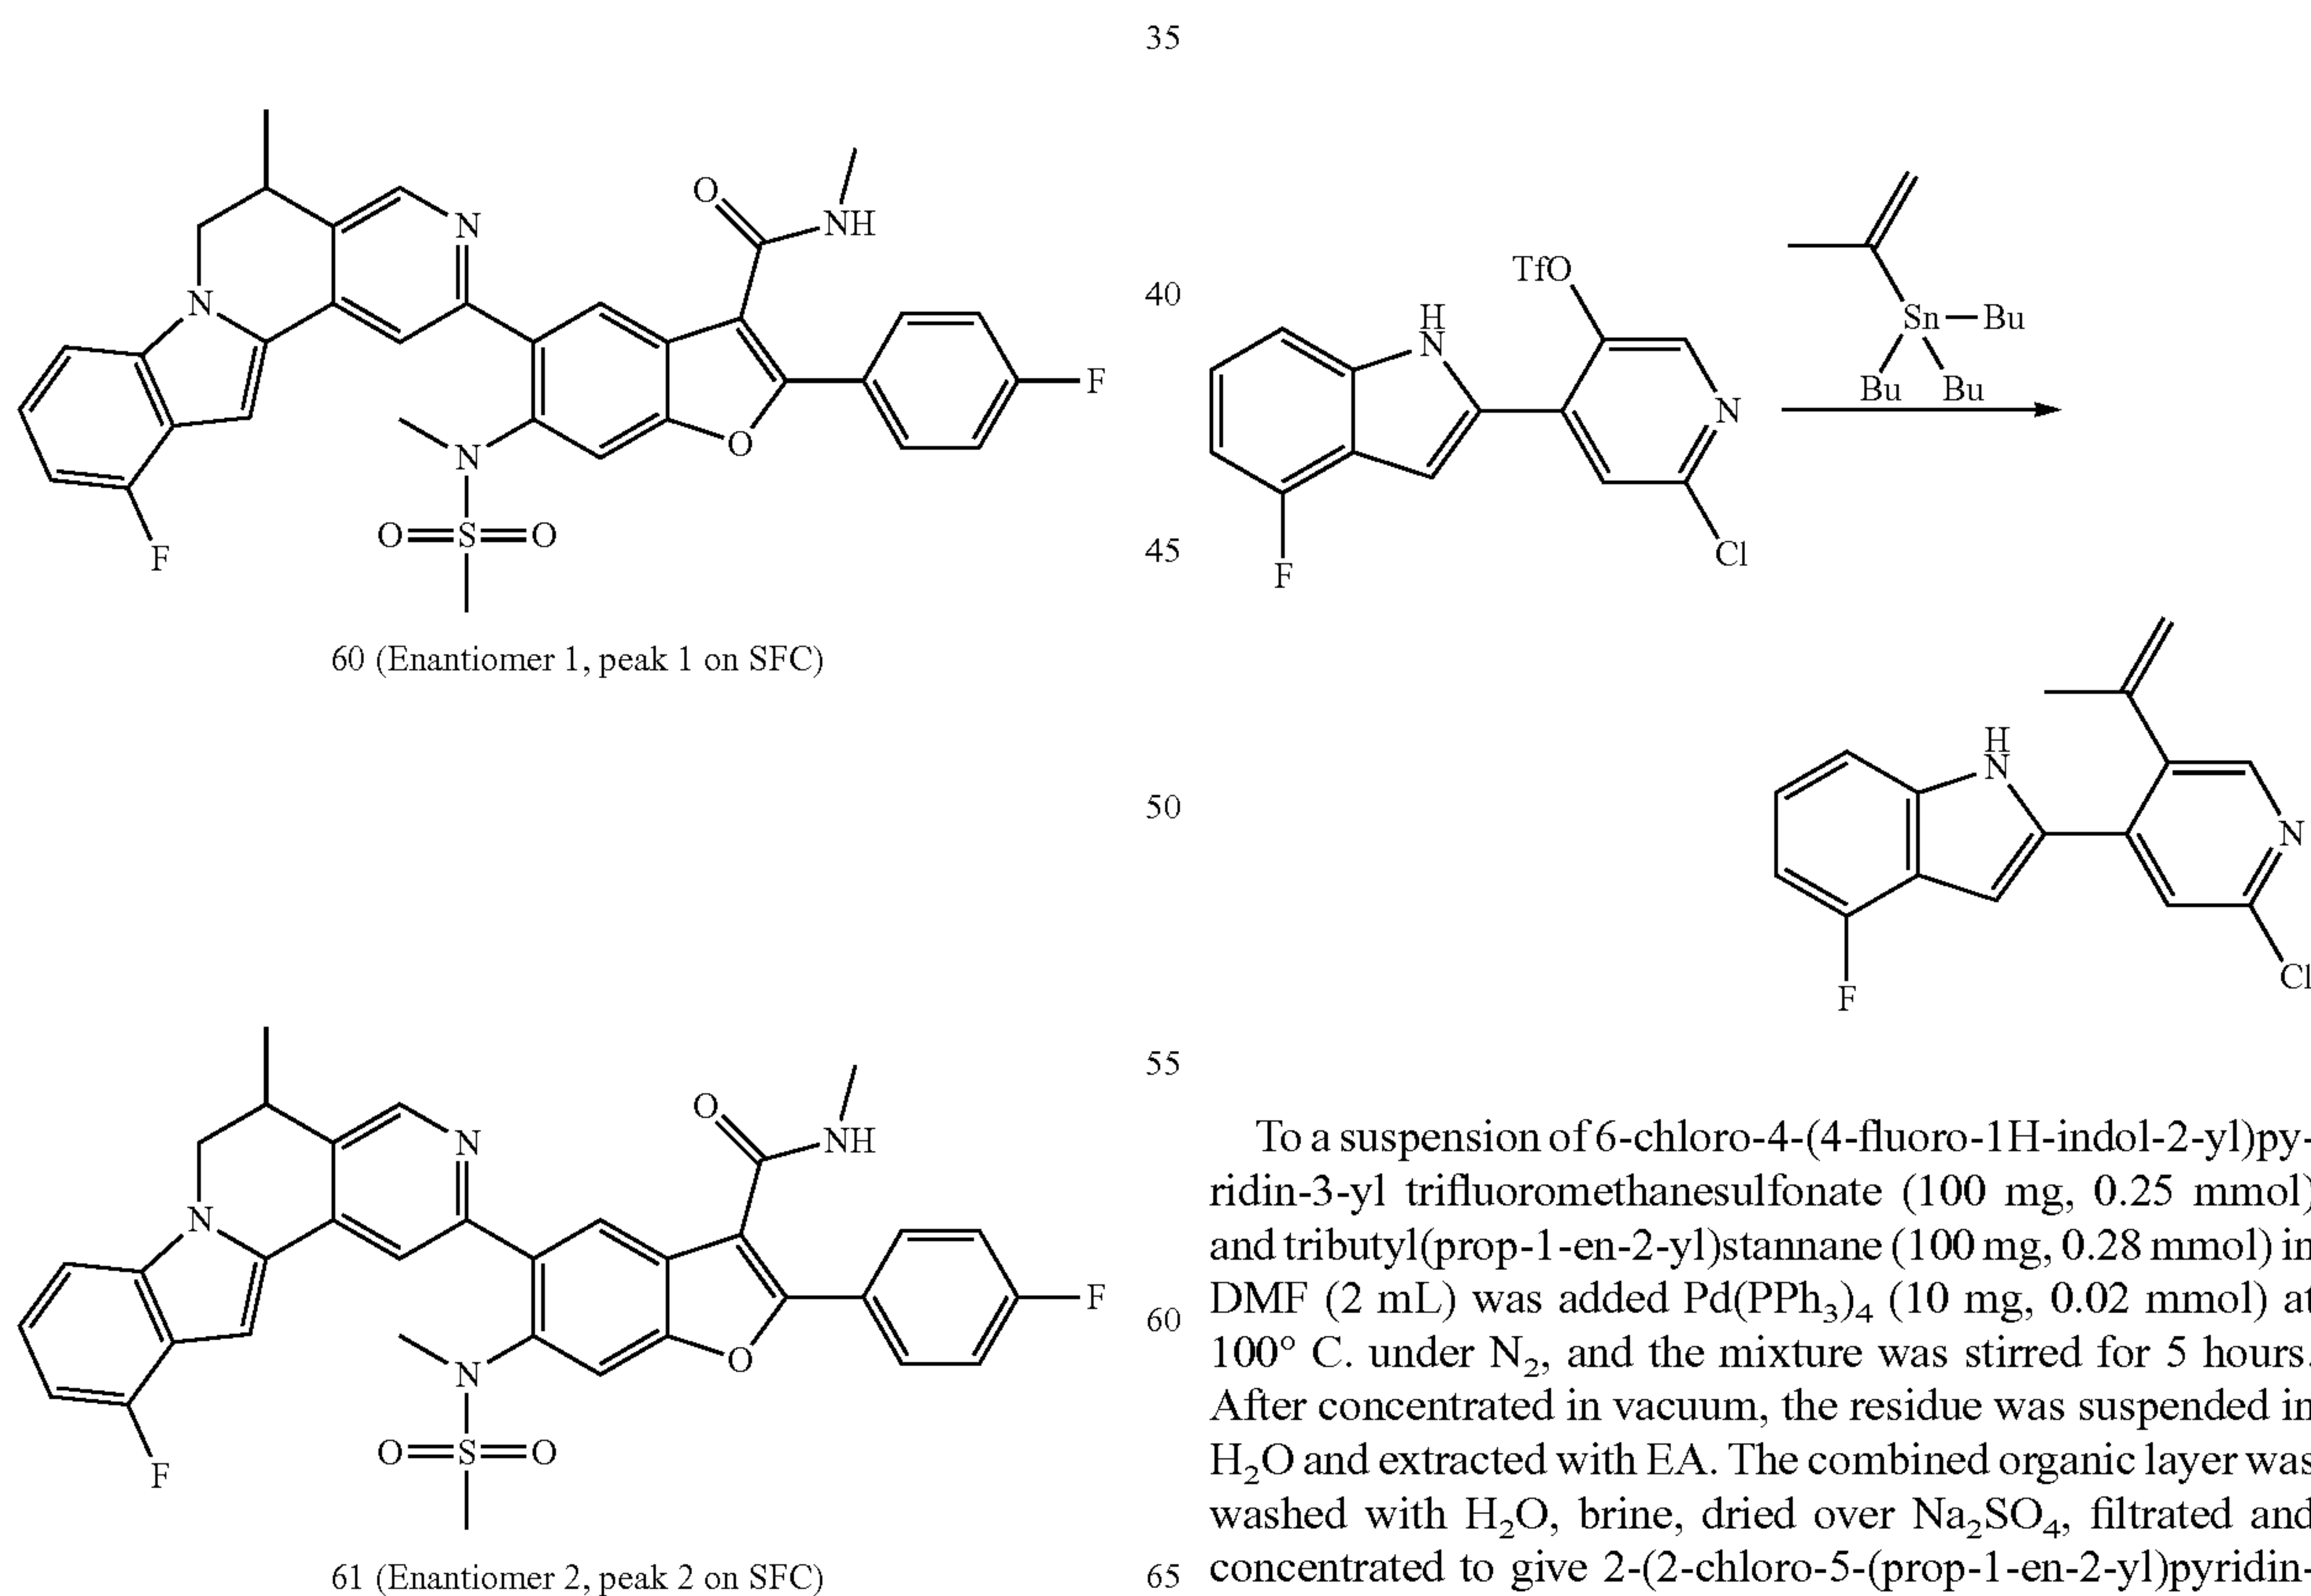 35
O
NH
N
N
F
O
N
O
S
O
F
60 (Enantiomer 1, peak 1 on SFC)
O
NH
N
N
F
O
N
O
S
O
F
61 (Enantiomer 2, peak 2 on SFC)
TfO
Sn
Bu
40
H
N
Bu
Bu
N
45
Cl
F
50
H
N
N
Cl
F
55
To a suspension of 6-chloro-4-(4-fluoro-1H-indol-2-yl)py-
ridin-3-yl trifluoromethanesulfonate (100 mg, 0.25 mmol)
and tributyl(prop-1-en-2-yl)stannane (100 mg, 0.28 mmol) in
DMF (2 mL) was added Pd(PPh₃)₄ (10 mg, 0.02 mmol) at
60
100° C. under N₂, and the mixture was stirred for 5 hours.
After concentrated in vacuum, the residue was suspended in
H₂O and extracted with EA. The combined organic layer was
washed with H₂O, brine, dried over Na₂SO₄, filtrated and
65
concentrated to give 2-(2-chloro-5-(prop-1-en-2-yl)pyridin-